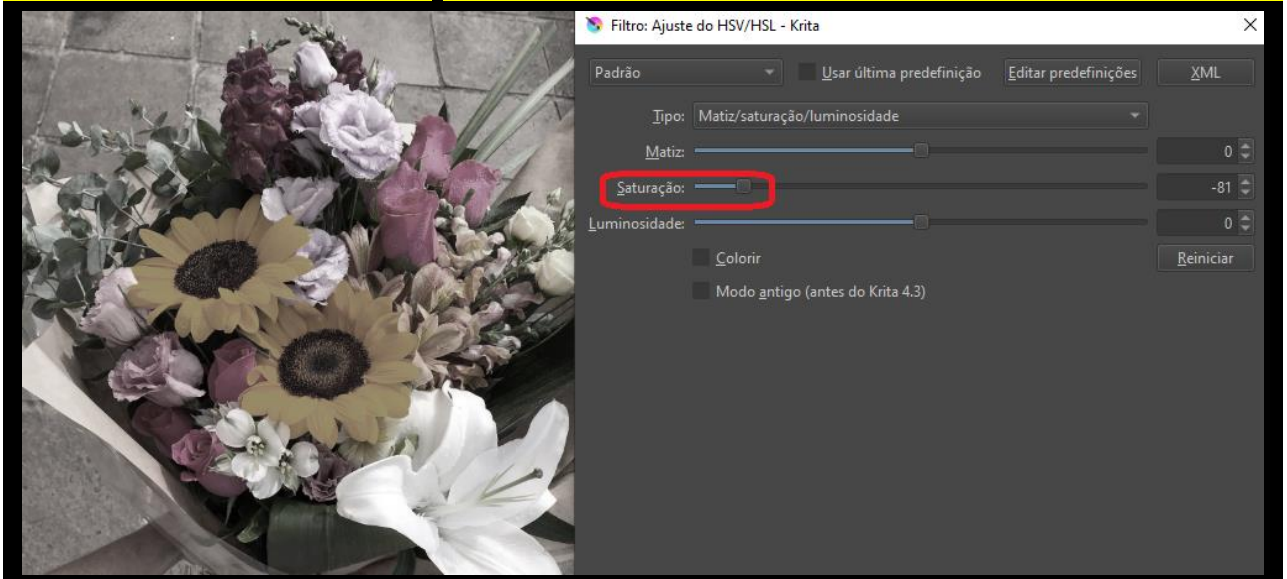 Filtro: Ajuste do HSV/HSL - Krita
Padrão Usar última predefinição Editar predefinições XML
Tipo: Matiz/saturação/luminosidade
Matiz: 0
Saturação: -81
Luminosidade: 0
Colorir Reiniciar
Modo antigo (antes do Krita 4.3)